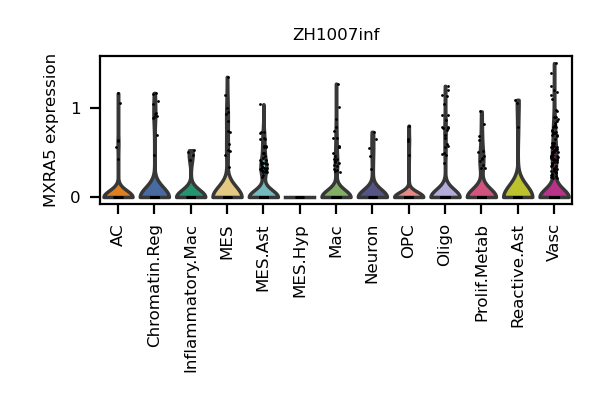 ZH1007inf
MXRA5 expression
1
0
AC
Chromatin.Reg
Inflammatory.Mac
MES
MES.Ast
MES.Hyp
Mac
Neuron
OPC
Oligo
Prolif.Metab
Reactive.Ast
Vasc